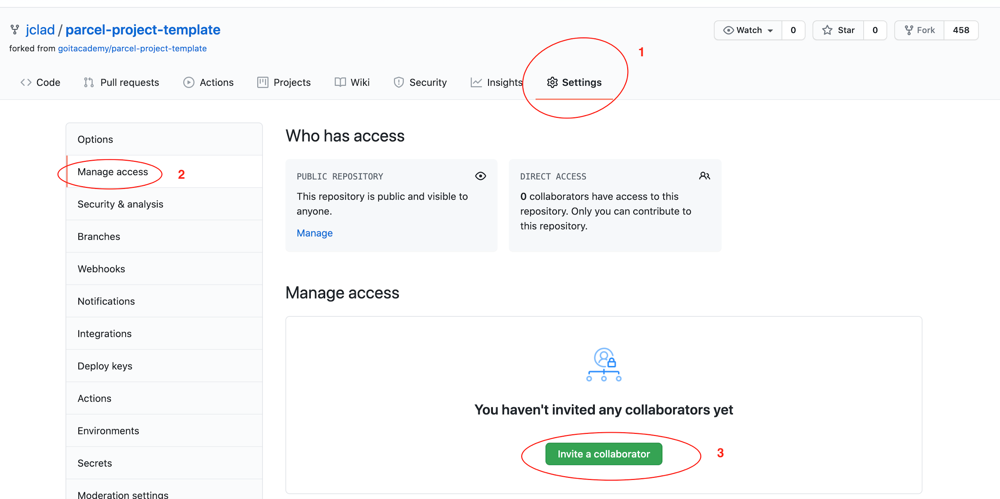 jclad / parcel-project-template
Watch 0 Star 0 Fork 458
forked from goitacademy/parcel-project-template
1
Code Pull requests Actions Projects Wiki Security Insights Settings
Options
Manage access
2
Security & analysis
Branches
Webhooks
Notifications
Integrations
Deploy keys
Actions
Environments
Secrets
Moderation settings
Who has access
PUBLIC REPOSITORY
This repository is public and visible to
anyone.
Manage
DIRECT ACCESS
0 collaborators have access to this
repository. Only you can contribute to
this repository.
Manage access
You haven't invited any collaborators yet
Invite a collaborator
3